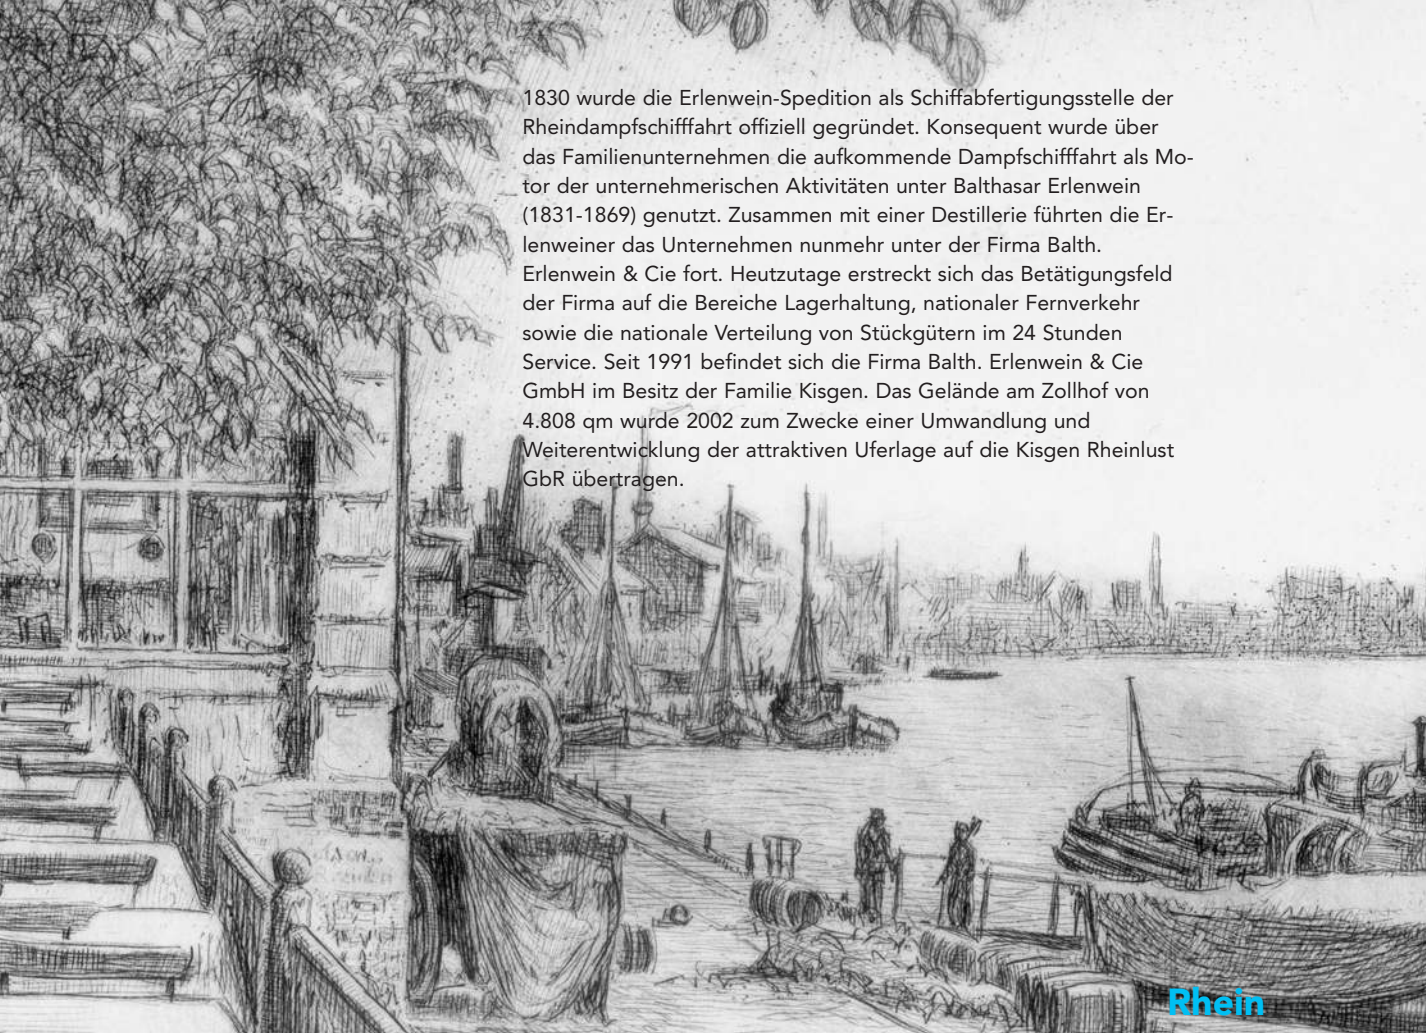 1830 wurde die Erlenwein-Spedition als Schiffabfertigungsstelle der
Rheindampfschifffahrt offiziell gegründet. Konsequent wurde über
das Familienunternehmen die aufkommende Dampfschifffahrt als Mo-
tor der unternehmerischen Aktivitäten unter Balthasar Erlenwein
(1831-1869) genutzt. Zusammen mit einer Destillerie führten die Er-
lenweiner das Unternehmen nunmehr unter der Firma Balth.
Erlenwein & Cie fort. Heutzutage erstreckt sich das Betätigungsfeld
der Firma auf die Bereiche Lagerhaltung, nationaler Fernverkehr
sowie die nationale Verteilung von Stückgütern im 24 Stunden
Service. Seit 1991 befindet sich die Firma Balth. Erlenwein & Cie
GmbH im Besitz der Familie Kisgen. Das Gelände am Zollhof von
4.808 qm wurde 2002 zum Zwecke einer Umwandlung und
Weiterentwicklung der attraktiven Uferlage auf die Kisgen Rheinlust
GbR übertragen.
Rhein